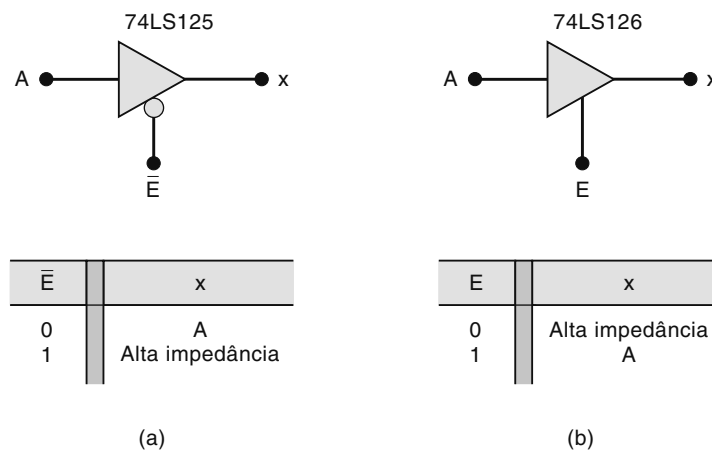 74LS125
A
x
E̅
E̅ x
0 A
1 Alta impedância
(a)
74LS126
A
x
E
E x
0 Alta impedância
1 A
(b)